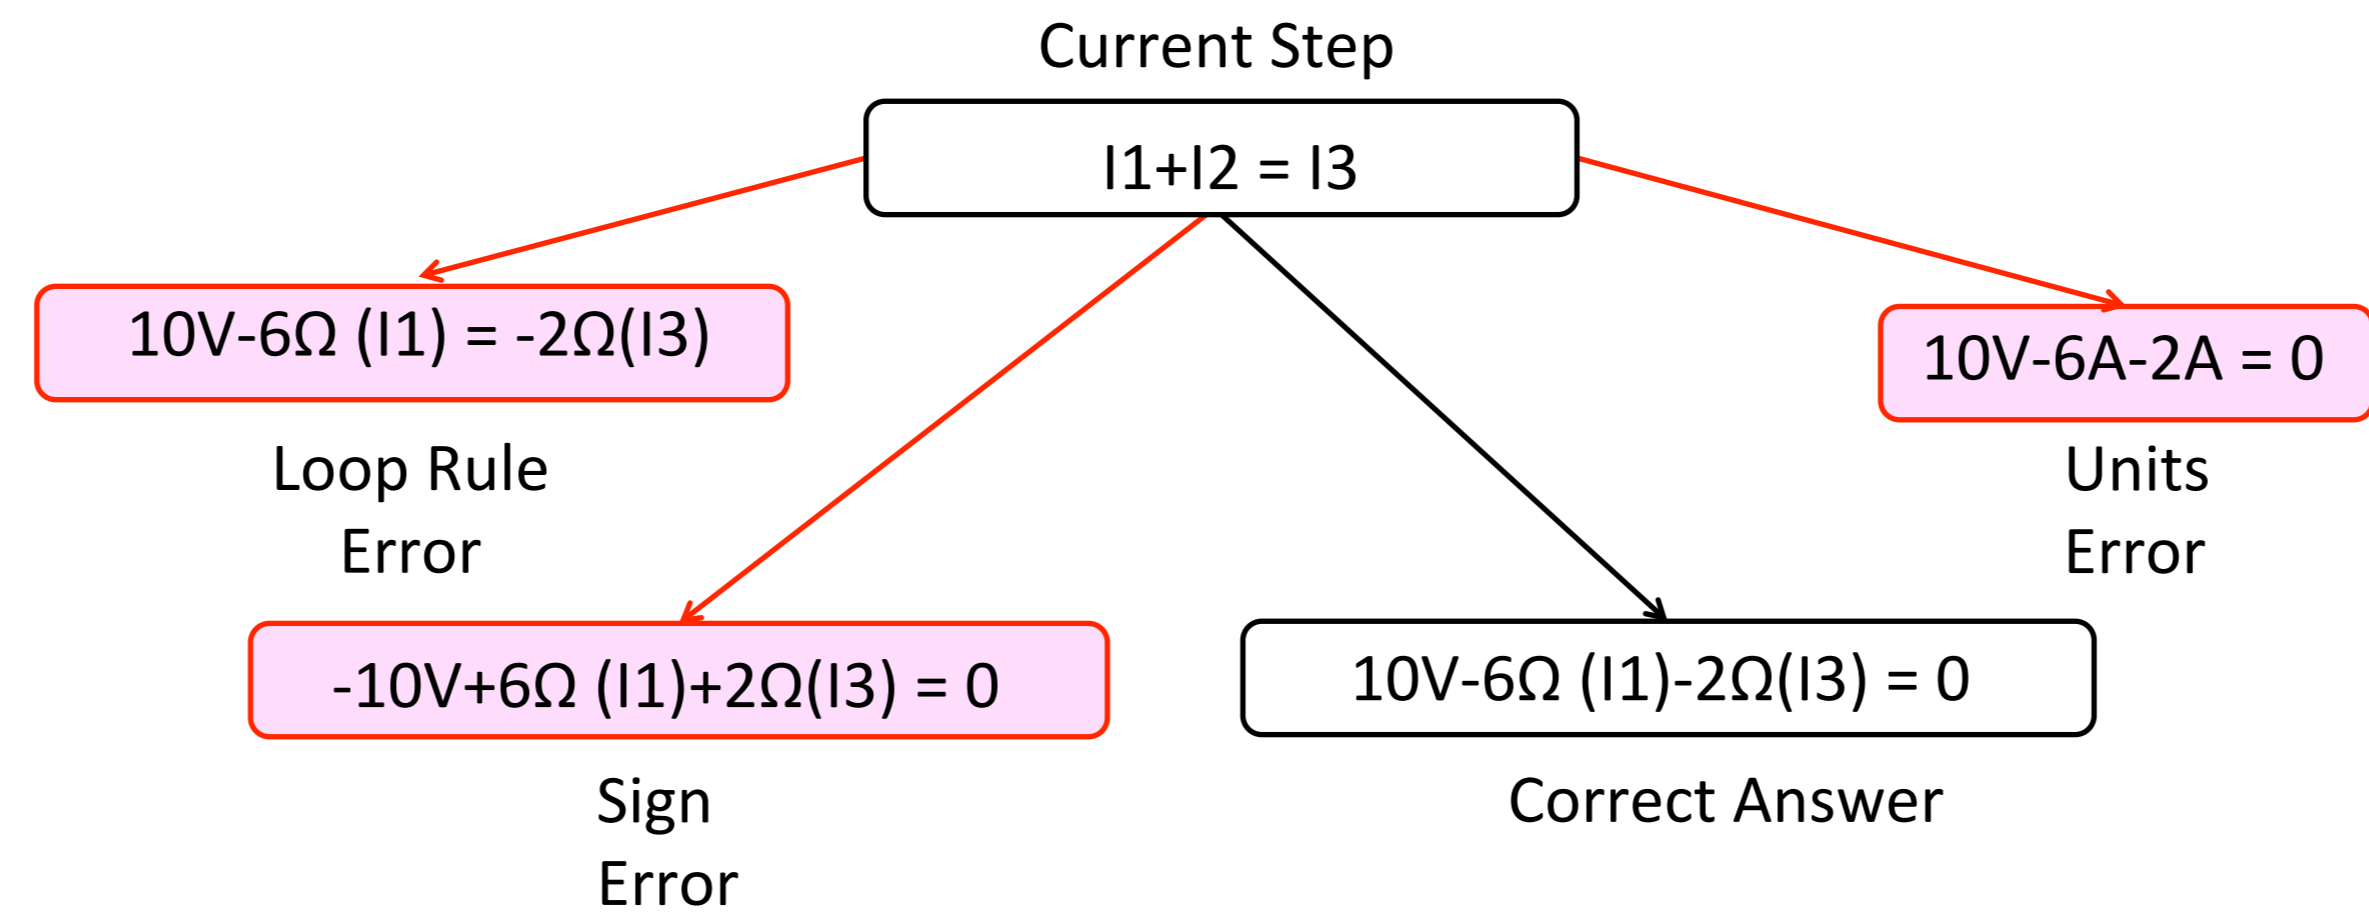 Current Step
I1+I2 = I3
10V-6Ω (I1) = -2Ω(I3)
Loop Rule
Error
10V-6A-2A = 0
Units
Error
-10V+6Ω (I1)+2Ω(I3) = 0
Sign
Error
10V-6Ω (I1)-2Ω(I3) = 0
Correct Answer